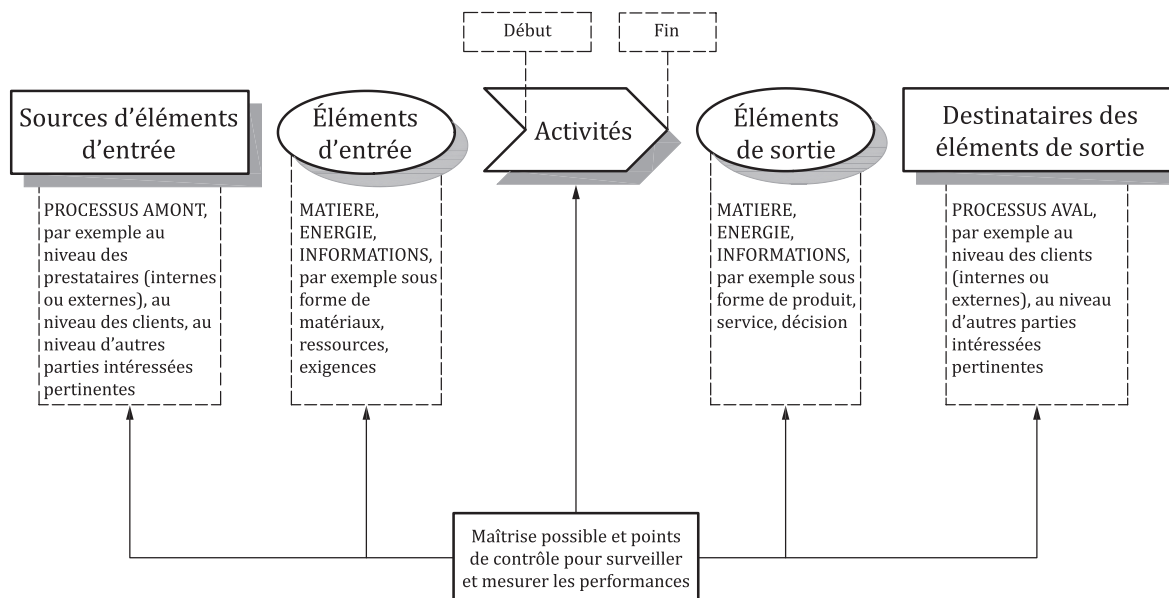 Début
Fin
Sources d'éléments
d'entrée
Éléments
d'entrée
Activités
Éléments
de sortie
Destinataires des
éléments de sortie
PROCESSUS AMONT,
par exemple au
niveau des
prestataires (internes
ou externes), au
niveau des clients, au
niveau d'autres
parties intéressées
pertinentes
MATIERE,
ENERGIE,
INFORMATIONS,
par exemple sous
forme de
matériaux,
ressources,
exigences
MATIERE,
ENERGIE,
INFORMATIONS,
par exemple sous
forme de produit,
service, décision
PROCESSUS AVAL,
par exemple au
niveau des clients
(internes ou
externes), au niveau
d'autres parties
intéressées
pertinentes
Maîtrise possible et points
de contrôle pour surveiller
et mesurer les performances